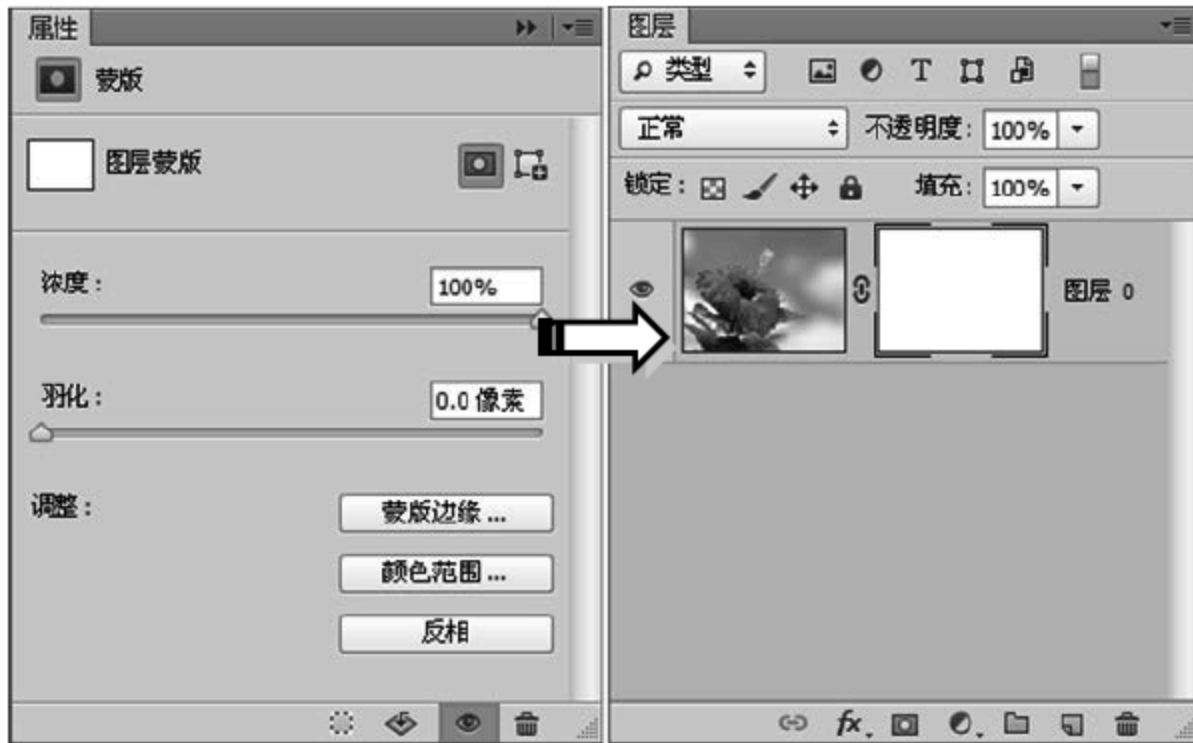 属性
蒙版
图层蒙版
浓度：
100%
羽化：
0.0 像素
调整：
蒙版边缘 ...
颜色范围 ...
反相
图层
类型
T
正常
不透明度： 100%
锁定： 填充： 100%
图层 0
fx.